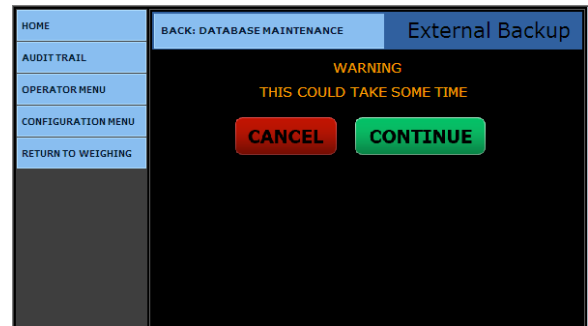 HOME
AUDIT TRAIL
OPERATOR MENU
CONFIGURATION MENU
RETURN TO WEIGHING
BACK: DATABASE MAINTENANCE
External Backup
WARNING
THIS COULD TAKE SOME TIME
CANCEL
CONTINUE